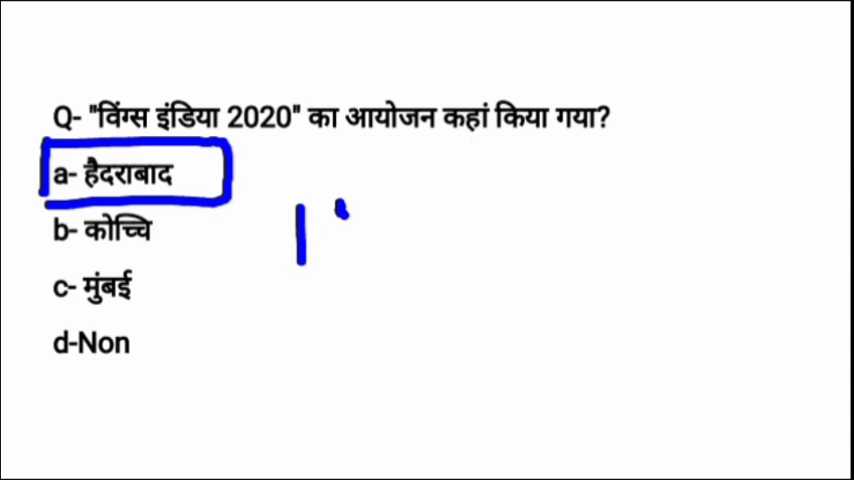 Q- "विंग्स इंडिया 2020" का आयोजन कहां किया गया?
a- हैदराबाद
b- कोच्चि
c- मुंबई
d-Non